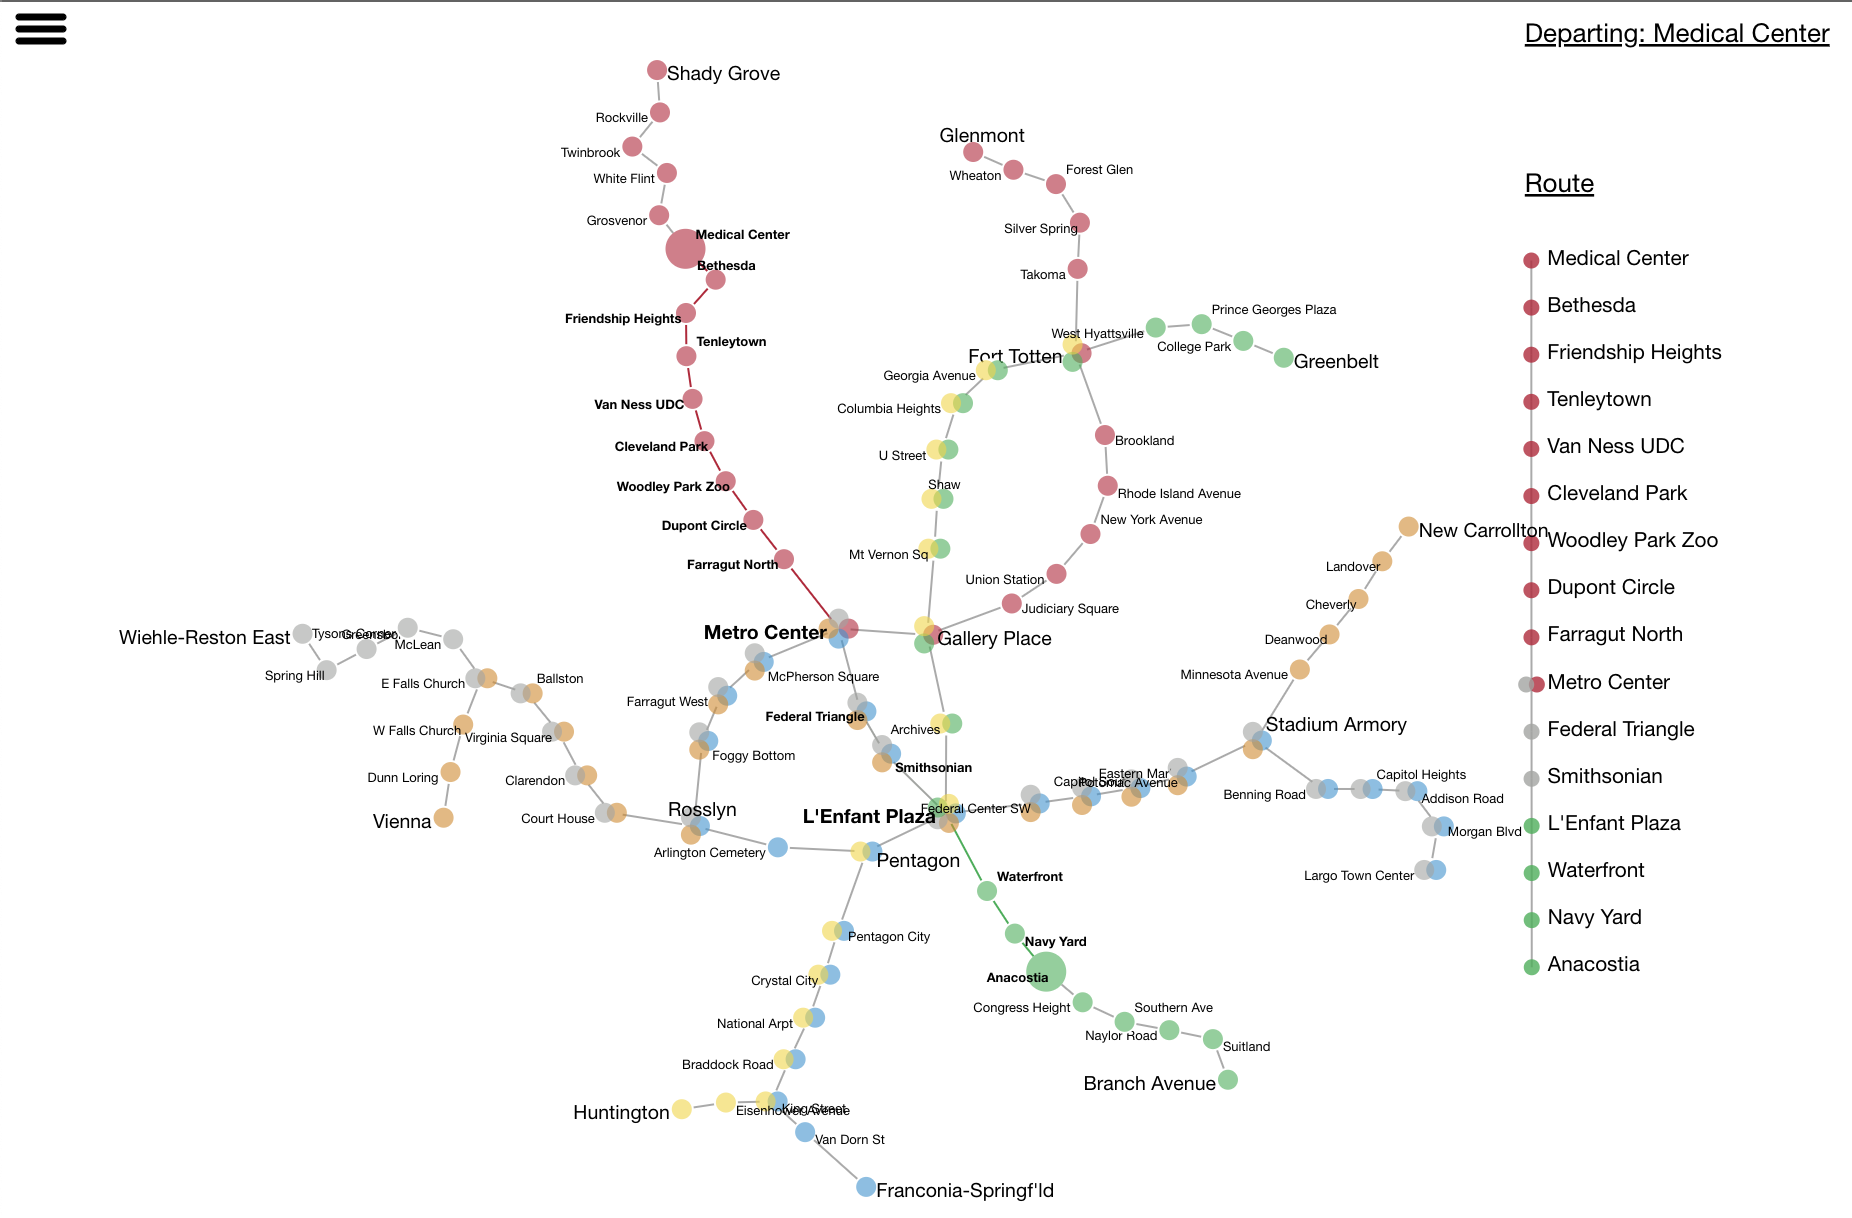 Departing: Medical Center
Shady Grove
Rockville
Twinbrook
White Flint
Grosvenor
Medical Center
Bethesda
Friendship Heights
Tenleytown
Van Ness UDC
Cleveland Park
Woodley Park Zoo
Dupont Circle
Farragut North
Metro Center
Glenmont
Wheaton
Forest Glen
Silver Spring
Takoma
West Hyattsville
Prince Georges Plaza
College Park
Greenbelt
Fort Totten
Georgia Avenue
Columbia Heights
U Street
Shaw
Mt Vernon Sq
Brookland
Rhode Island Avenue
New York Avenue
Union Station
Judiciary Square
Gallery Place
New Carrollton
Landover
Cheverly
Deanwood
Minnesota Avenue
Stadium Armory
Wiehle-Reston East
Tysons Corner
Spring Hill
McLean
E Falls Church
Ballston
W Falls Church
Virginia Square
Dunn Loring
Clarendon
Vienna
Court House
Rosslyn
McPherson Square
Farragut West
Foggy Bottom
Federal Triangle
Smithsonian
Archives
L'Enfant Plaza
Federal Center SW
Eastern Mar
Potomac Avenue
Benning Road
Capitol Heights
Addison Road
Morgan Blvd
Largo Town Center
Arlington Cemetery
Pentagon
Waterfront
Navy Yard
Anacostia
Congress Height
Southern Ave
Naylor Road
Suitland
Branch Avenue
Pentagon City
Crystal City
National Arpt
Braddock Road
King Street
Eisenhower Avenue
Huntington
Van Dorn St
Franconia-Springf'ld
Route
Medical Center
Bethesda
Friendship Heights
Tenleytown
Van Ness UDC
Cleveland Park
Woodley Park Zoo
Dupont Circle
Farragut North
Metro Center
Federal Triangle
Smithsonian
L'Enfant Plaza
Waterfront
Navy Yard
Anacostia